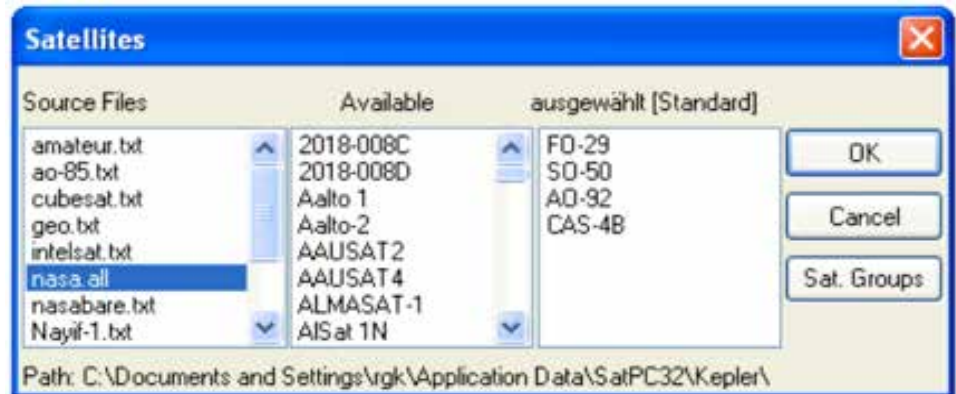 Satellites
Source Files
Available
ausgewählt [Standard]
amateur.txt
ao-85.txt
cubesat.txt
geo.txt
intelsat.txt
nasa.all
nasabare.txt
Nayif-1.txt
2018-008C
2018-008D
Aalto 1
Aalto-2
AAUSAT2
AAUSAT4
ALMASAT-1
AlSat 1N
FO-29
SO-50
AO-92
CAS-4B
OK
Cancel
Sat. Groups
Path: C:\Documents and Settings\rgk\Application Data\SatPC32\Kepler\